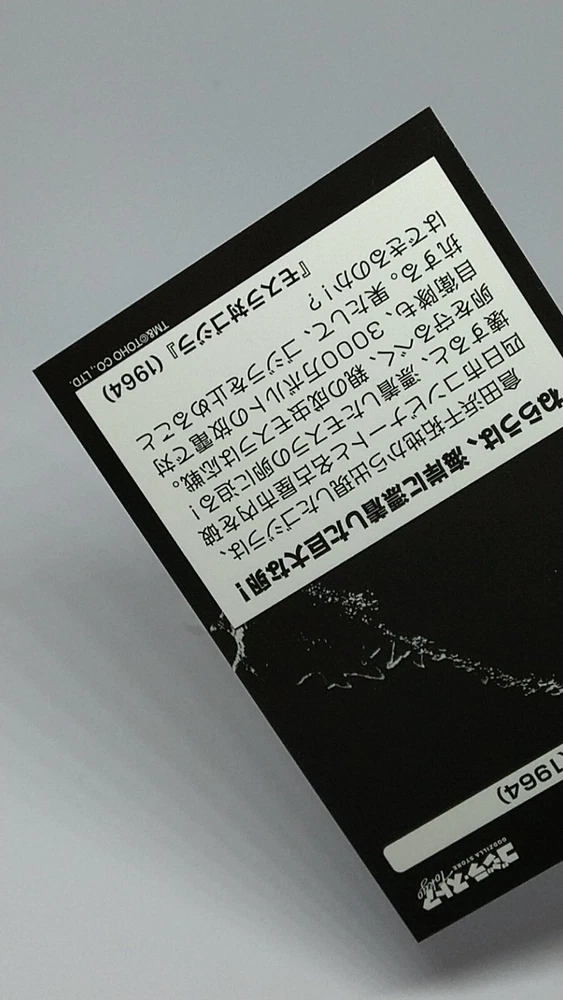 ゴジラ・ストア
GODZILLA STORE Tokyo
(1964)
ねらうは、海岸に漂着した巨大な卵!
倉田浜干拓地から出現したゴジラは、
四日市コンビナートと名古屋市内を破
壊すると、漂着したモスラの卵に迫る!
卵を守るべく、親の成虫モスラは応戦。
自衛隊も、3000万ボルトの放電で対
抗する。果たして、ゴジラを止めること
はできるのか!?
『モスラ対ゴジラ』(1964)
TM&©TOHO CO., LTD.